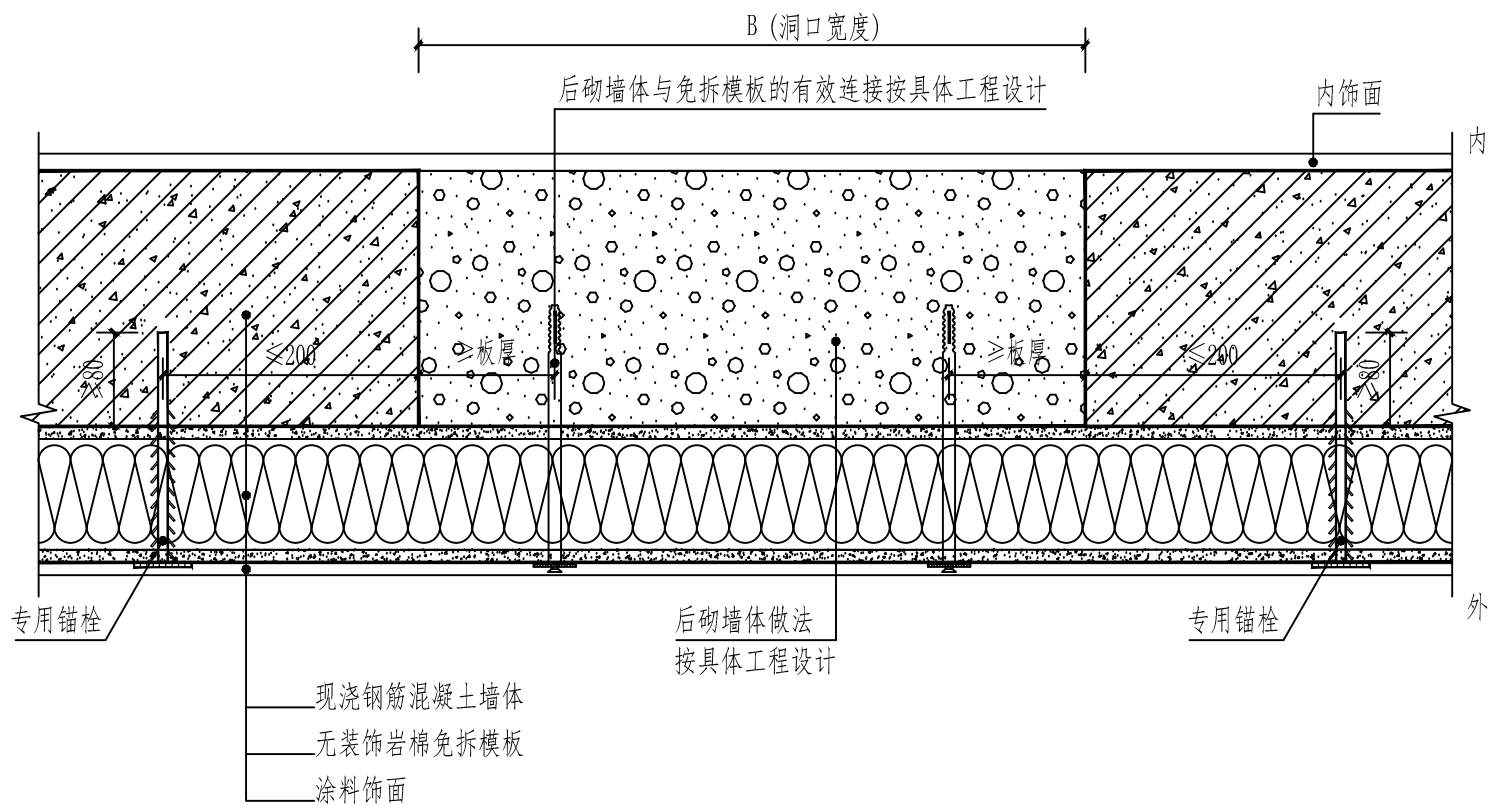 B (洞口宽度)
后砌墙体与免拆模板的有效连接按具体工程设计
内饰面
内
≥80
≤200
≥板厚
≥板厚
≤200
≥80
外
专用锚栓
后砌墙体做法
按具体工程设计
专用锚栓
现浇钢筋混凝土墙体
无装饰岩棉免拆模板
涂料饰面